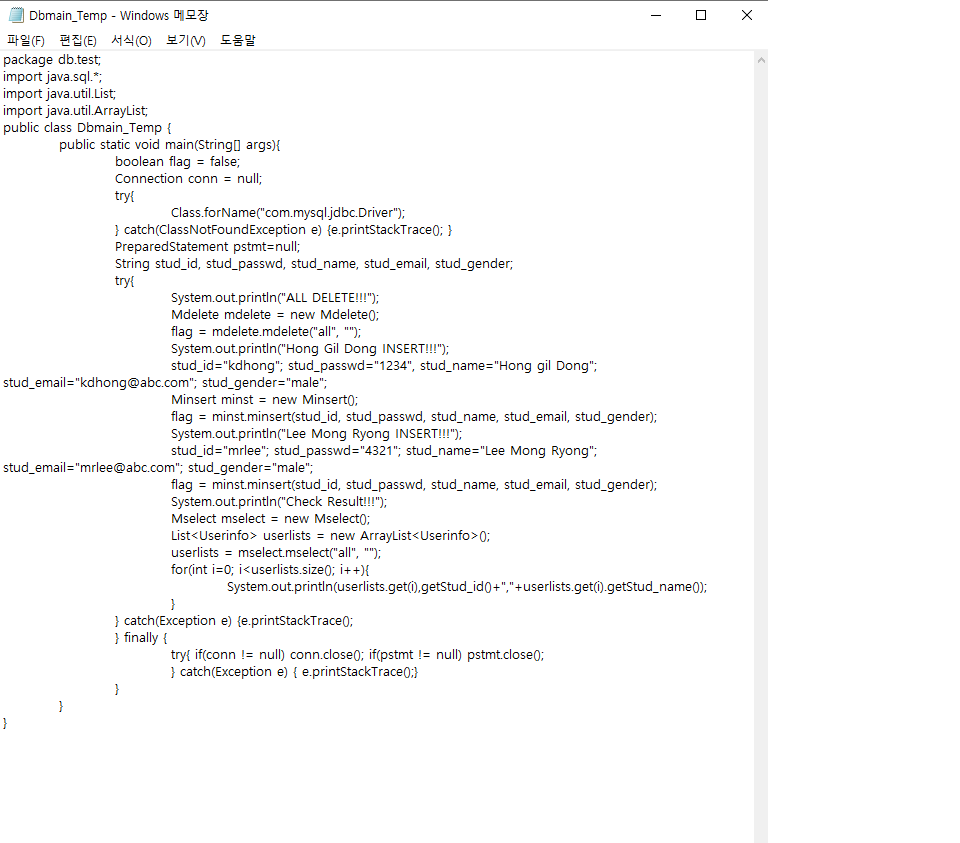 Dbmain_Temp - Windows 메모장
파일(F) 편집(E) 서식(O) 보기(V) 도움말
package db.test;
import java.sql.*;
import java.util.List;
import java.util.ArrayList;
public class Dbmain_Temp {
public static void main(String[] args){
boolean flag = false;
Connection conn = null;
try{
Class.forName("com.mysql.jdbc.Driver");
} catch(ClassNotFoundException e) {e.printStackTrace(); }
PreparedStatement pstmt=null;
String stud_id, stud_passwd, stud_name, stud_email, stud_gender;
try{
System.out.println("ALL DELETE!!!");
Mdelete mdelete = new Mdelete();
flag = mdelete.mdelete("all", "");
System.out.println("Hong Gil Dong INSERT!!!");
stud_id="kdhong"; stud_passwd="1234", stud_name="Hong gil Dong";
stud_email="kdhong@abc.com"; stud_gender="male";
Minsert minst = new Minsert();
flag = minst.minsert(stud_id, stud_passwd, stud_name, stud_email, stud_gender);
System.out.println("Lee Mong Ryong INSERT!!!");
stud_id="mrlee"; stud_passwd="4321"; stud_name="Lee Mong Ryong";
stud_email="mrlee@abc.com"; stud_gender="male";
flag = minst.minsert(stud_id, stud_passwd, stud_name, stud_email, stud_gender);
System.out.println("Check Result!!!");
Mselect mselect = new Mselect();
List<Userinfo> userlists = new ArrayList<Userinfo>();
userlists = mselect.mselect("all", "");
for(int i=0; i<userlists.size(); i++){
System.out.println(userlists.get(i),getStud_id()+","+userlists.get(i).getStud_name());
}
} catch(Exception e) {e.printStackTrace();
} finally {
try{ if(conn != null) conn.close(); if(pstmt != null) pstmt.close();
} catch(Exception e) { e.printStackTrace();}
}
}
}